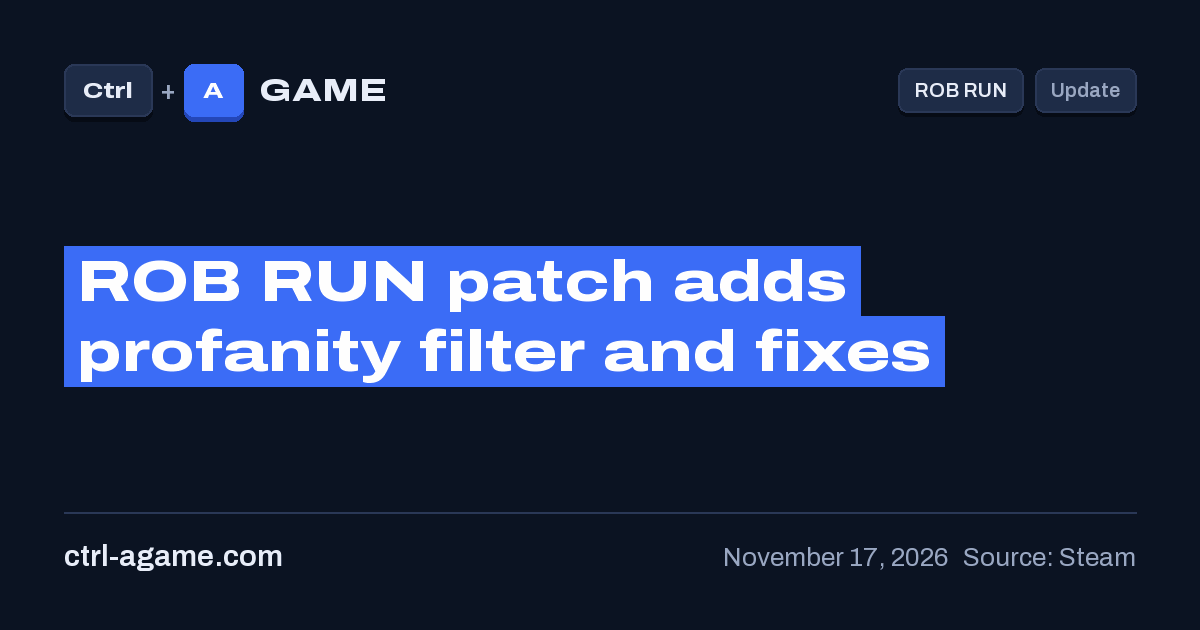 Ctrl + A GAME
ROB RUN Update
ROB RUN patch adds
profanity filter and fixes
ctrl-agame.com
November 17, 2026 Source: Steam